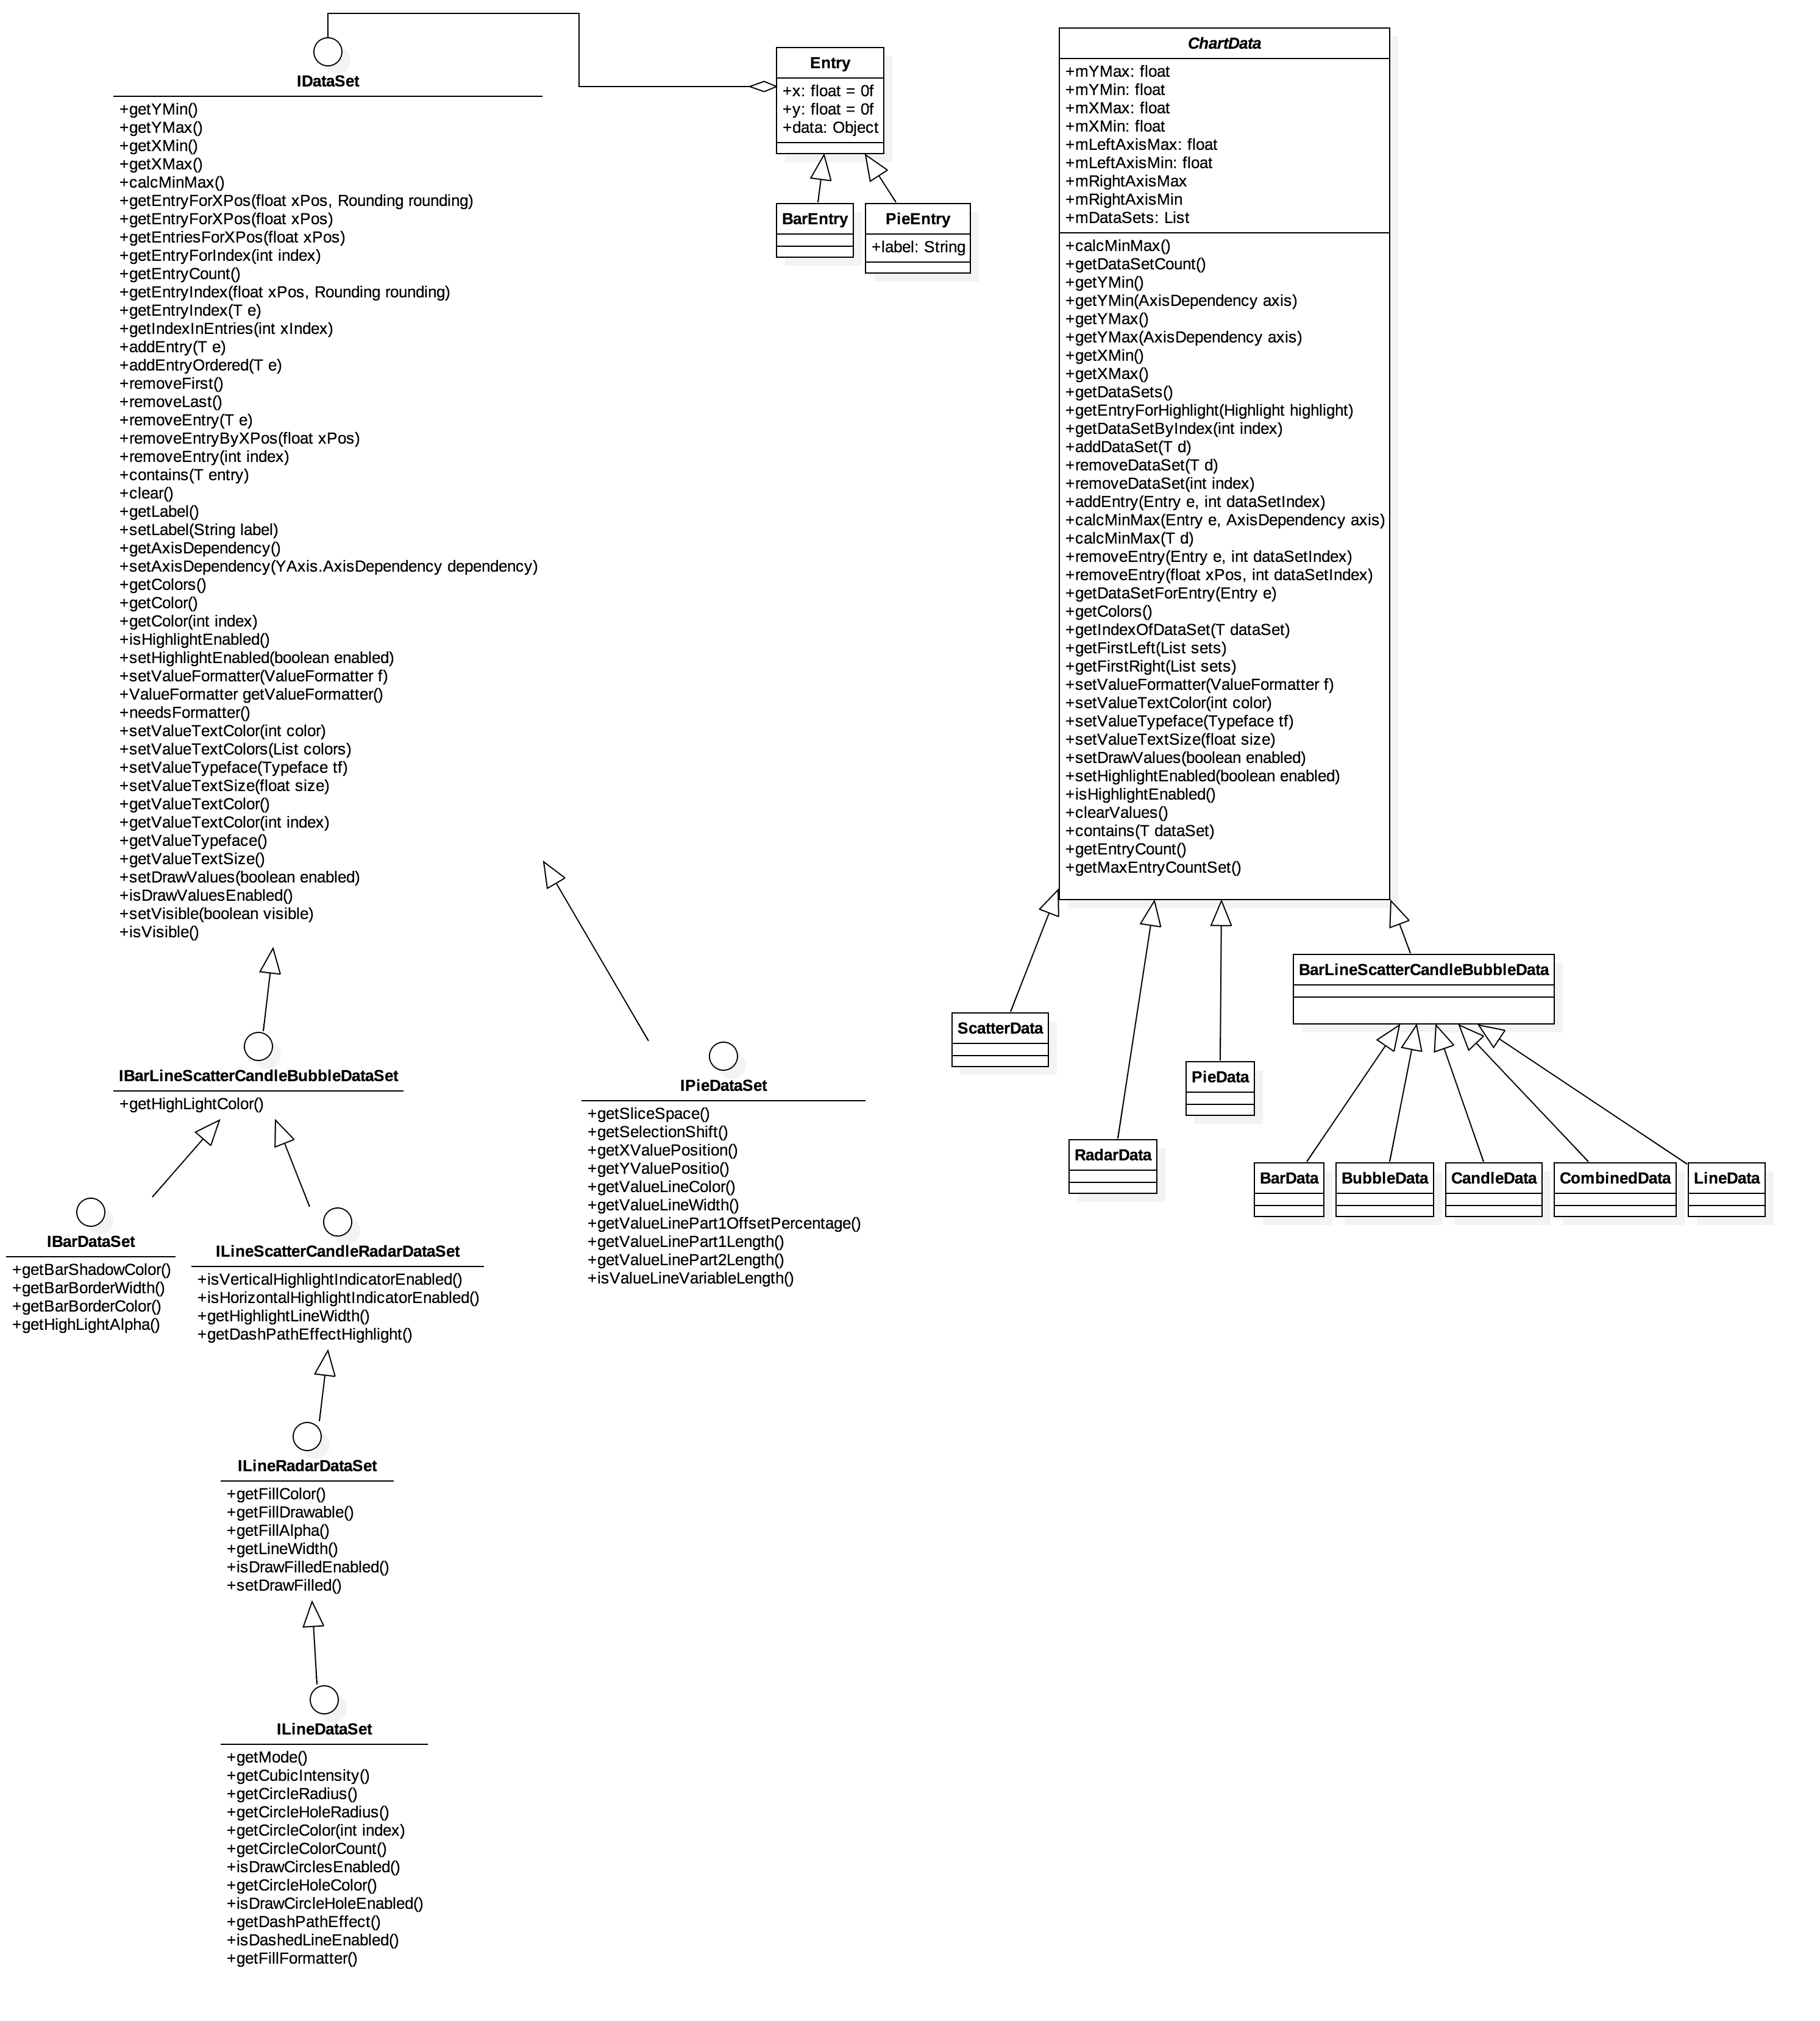 IDataSet
+getYMin()
+getYMax()
+getXMin()
+getXMax()
+calcMinMax()
+getEntryForXPos(float xPos, Rounding rounding)
+getEntryForXPos(float xPos)
+getEntriesForXPos(float xPos)
+getEntryForIndex(int index)
+getEntryCount()
+getEntryIndex(float xPos, Rounding rounding)
+getEntryIndex(T e)
+getIndexInEntries(int xIndex)
+addEntry(T e)
+addEntryOrdered(T e)
+removeFirst()
+removeLast()
+removeEntry(T e)
+removeEntryByXPos(float xPos)
+removeEntry(int index)
+contains(T entry)
+clear()
+getLabel()
+setLabel(String label)
+getAxisDependency()
+setAxisDependency(YAxis.AxisDependency dependency)
+getColors()
+getColor()
+getColor(int index)
+isHighlightEnabled()
+setHighlightEnabled(boolean enabled)
+setValueFormatter(ValueFormatter f)
+ValueFormatter getValueFormatter()
+needsFormatter()
+setValueTextColor(int color)
+setValueTextColors(List colors)
+setValueTypeface(Typeface tf)
+setValueTextSize(float size)
+getValueTextColor()
+getValueTextColor(int index)
+getValueTypeface()
+getValueTextSize()
+setDrawValues(boolean enabled)
+isDrawValuesEnabled()
+setVisible(boolean visible)
+isVisible()
Entry
+x: float = 0f
+y: float = 0f
+data: Object
BarEntry
PieEntry
+label: String
ChartData
+mYMax: float
+mYMin: float
+mXMax: float
+mXMin: float
+mLeftAxisMax: float
+mLeftAxisMin: float
+mRightAxisMax
+mRightAxisMin
+mDataSets: List
+calcMinMax()
+getDataSetCount()
+getYMin()
+getYMin(AxisDependency axis)
+getYMax()
+getYMax(AxisDependency axis)
+getXMin()
+getXMax()
+getDataSets()
+getEntryForHighlight(Highlight highlight)
+getDataSetByIndex(int index)
+addDataSet(T d)
+removeDataSet(T d)
+removeDataSet(int index)
+addEntry(Entry e, int dataSetIndex)
+calcMinMax(Entry e, AxisDependency axis)
+calcMinMax(T d)
+removeEntry(Entry e, int dataSetIndex)
+removeEntry(float xPos, int dataSetIndex)
+getDataSetForEntry(Entry e)
+getColors()
+getIndexOfDataSet(T dataSet)
+getFirstLeft(List sets)
+getFirstRight(List sets)
+setValueFormatter(ValueFormatter f)
+setValueTextColor(int color)
+setValueTypeface(Typeface tf)
+setValueTextSize(float size)
+setDrawValues(boolean enabled)
+setHighlightEnabled(boolean enabled)
+isHighlightEnabled()
+clearValues()
+contains(T dataSet)
+getEntryCount()
+getMaxEntryCountSet()
BarLineScatterCandleBubbleData
ScatterData
PieData
RadarData
BarData
BubbleData
CandleData
CombinedData
LineData
IBarLineScatterCandleBubbleDataSet
+getHighLightColor()
IPieDataSet
+getSliceSpace()
+getSelectionShift()
+getXValuePosition()
+getYValuePositio()
+getValueLineColor()
+getValueLineWidth()
+getValueLinePart1OffsetPercentage()
+getValueLinePart1Length()
+getValueLinePart2Length()
+isValueLineVariableLength()
IBarDataSet
+getBarShadowColor()
+getBarBorderWidth()
+getBarBorderColor()
+getHighLightAlpha()
ILineScatterCandleRadarDataSet
+isVerticalHighlightIndicatorEnabled()
+isHorizontalHighlightIndicatorEnabled()
+getHighlightLineWidth()
+getDashPathEffectHighlight()
ILineRadarDataSet
+getFillColor()
+getFillDrawable()
+getFillAlpha()
+getLineWidth()
+isDrawFilledEnabled()
+setDrawFilled()
ILineDataSet
+getMode()
+getCubicIntensity()
+getCircleRadius()
+getCircleHoleRadius()
+getCircleColor(int index)
+getCircleColorCount()
+isDrawCirclesEnabled()
+getCircleHoleColor()
+isDrawCircleHoleEnabled()
+getDashPathEffect()
+isDashedLineEnabled()
+getFillFormatter()